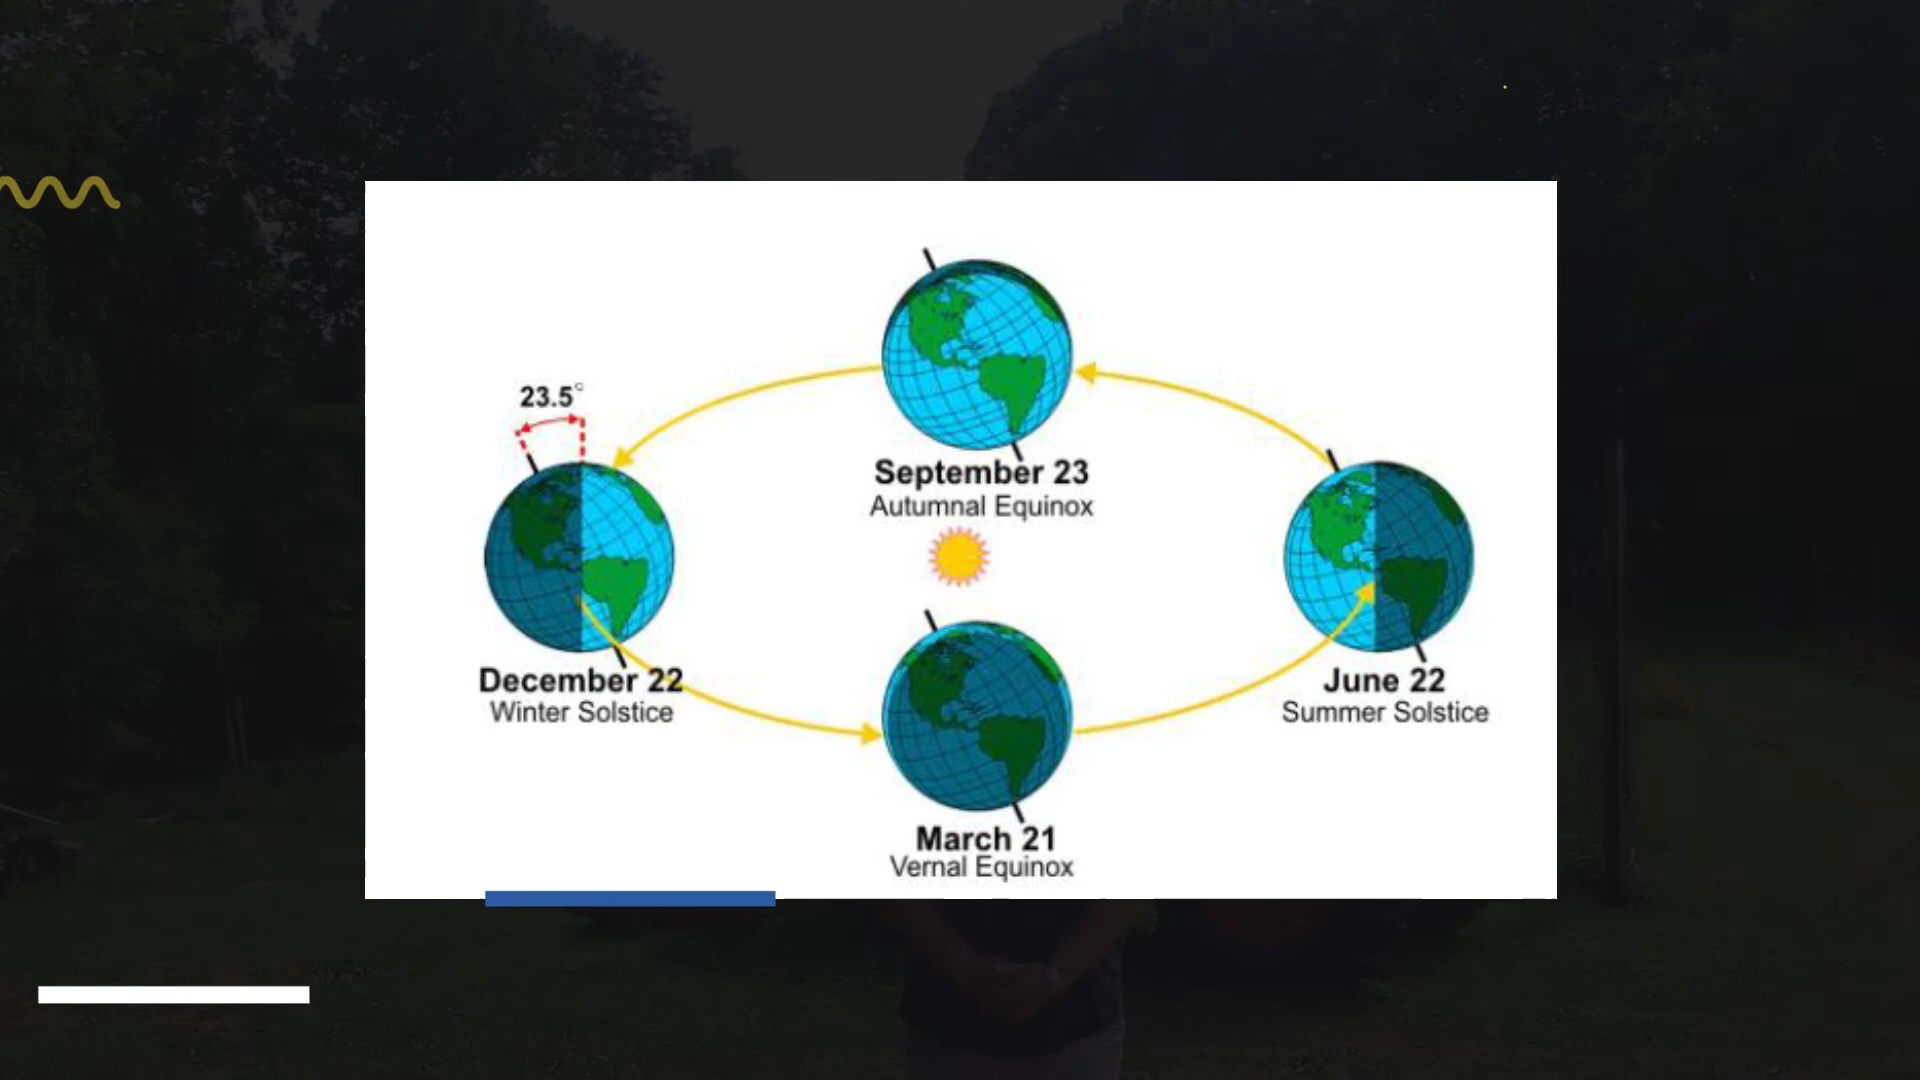 23.5°
September 23
Autumnal Equinox
December 22
Winter Solstice
June 22
Summer Solstice
March 21
Vernal Equinox